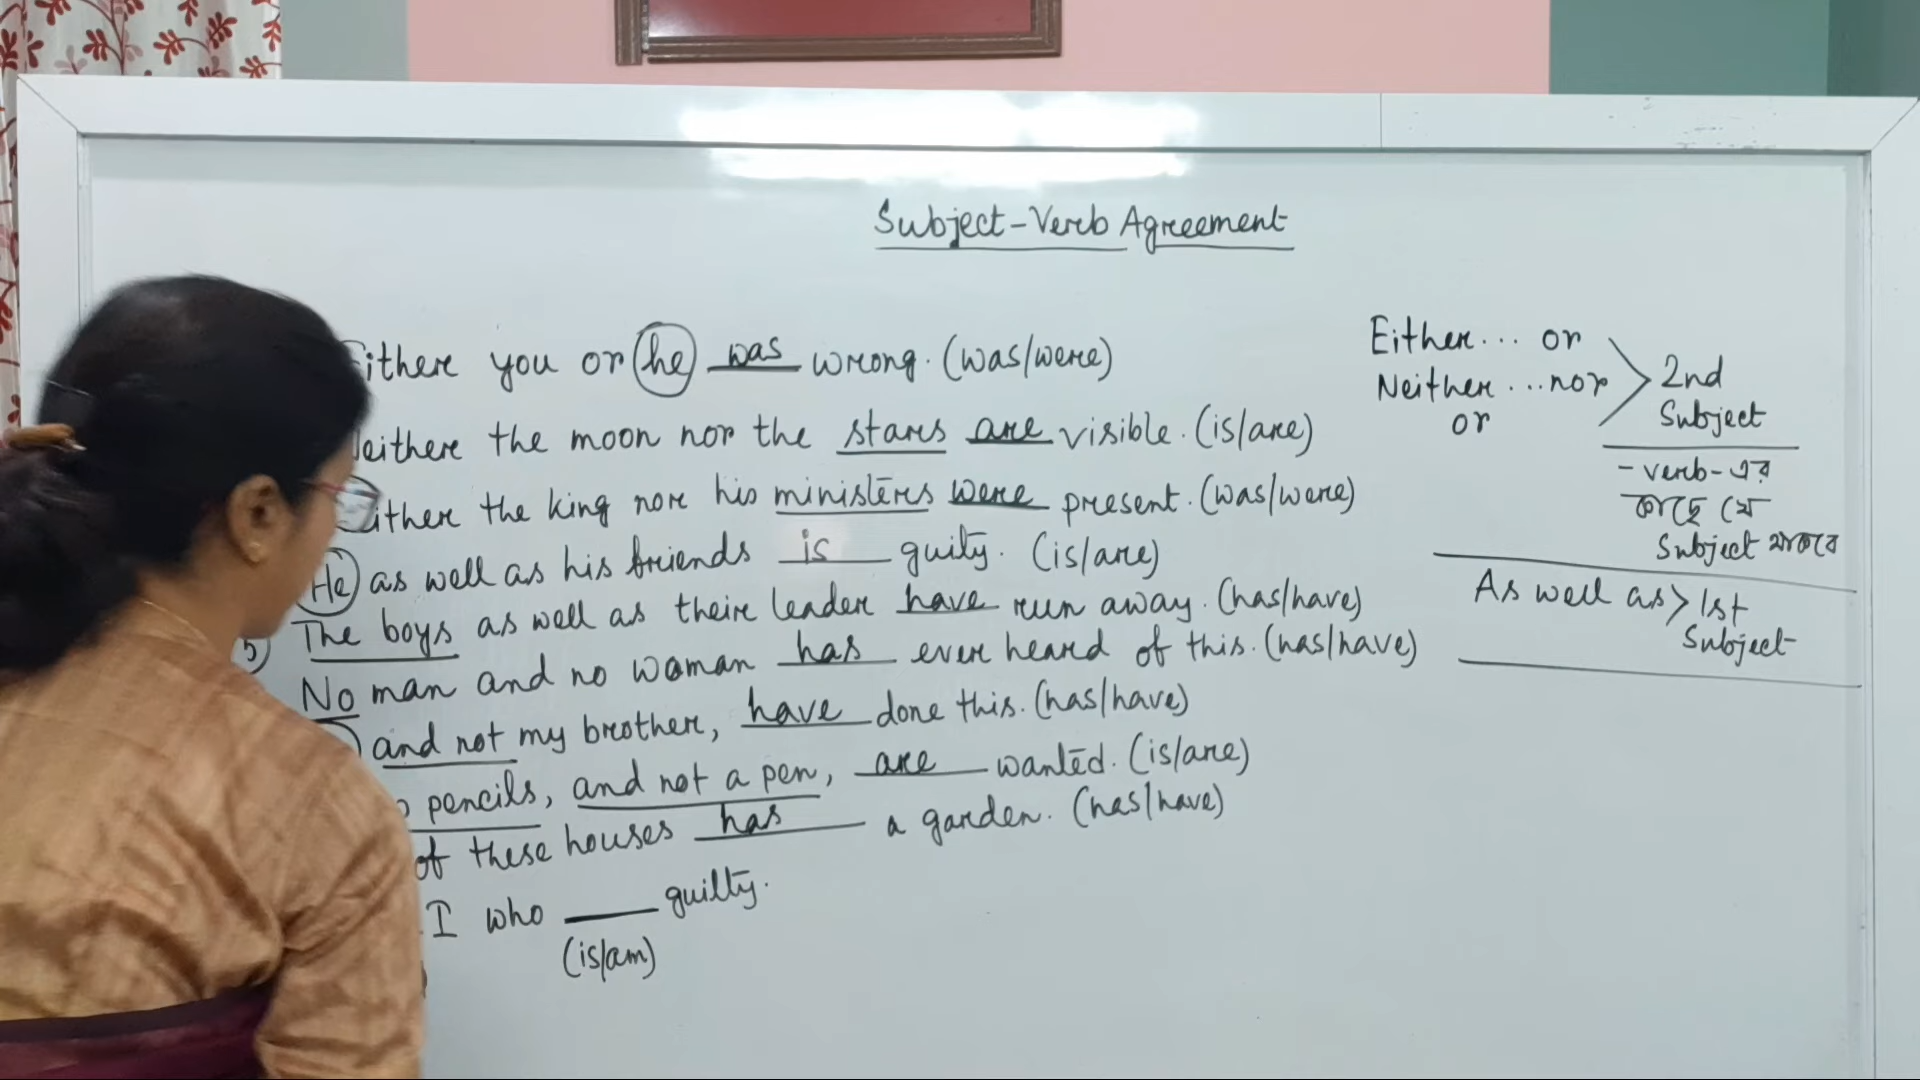 Subject-Verb Agreement
ither you or he was wrong. (was/were)
either the moon nor the stars are visible. (is/are)
ither the king nor his ministers were present. (was/were)
He as well as his friends is guilty. (is/are)
5) The boys as well as their leader have run away. (has/have)
No man and no woman has ever heard of this. (has/have)
and not my brother, have done this. (has/have)
pencils, and not a pen, are wanted. (is/are)
of these houses has a garden. (has/have)
I who ____ guilty.
(is/am)
Either... or
Neither ...nor
or
2nd
Subject
- verb-এর
কাছে যে
Subject থাকবে
As well as > 1st
Subject